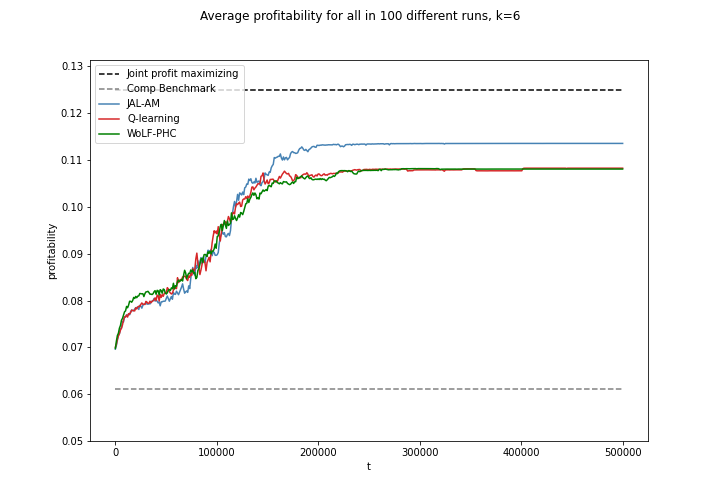 Average profitability for all in 100 different runs, k=6
0.13
0.12
0.11
0.10
0.09
0.08
0.07
0.06
0.05
profitability
Joint profit maximizing
Comp Benchmark
JAL-AM
Q-learning
WoLF-PHC
0
100000
200000
300000
400000
500000
t